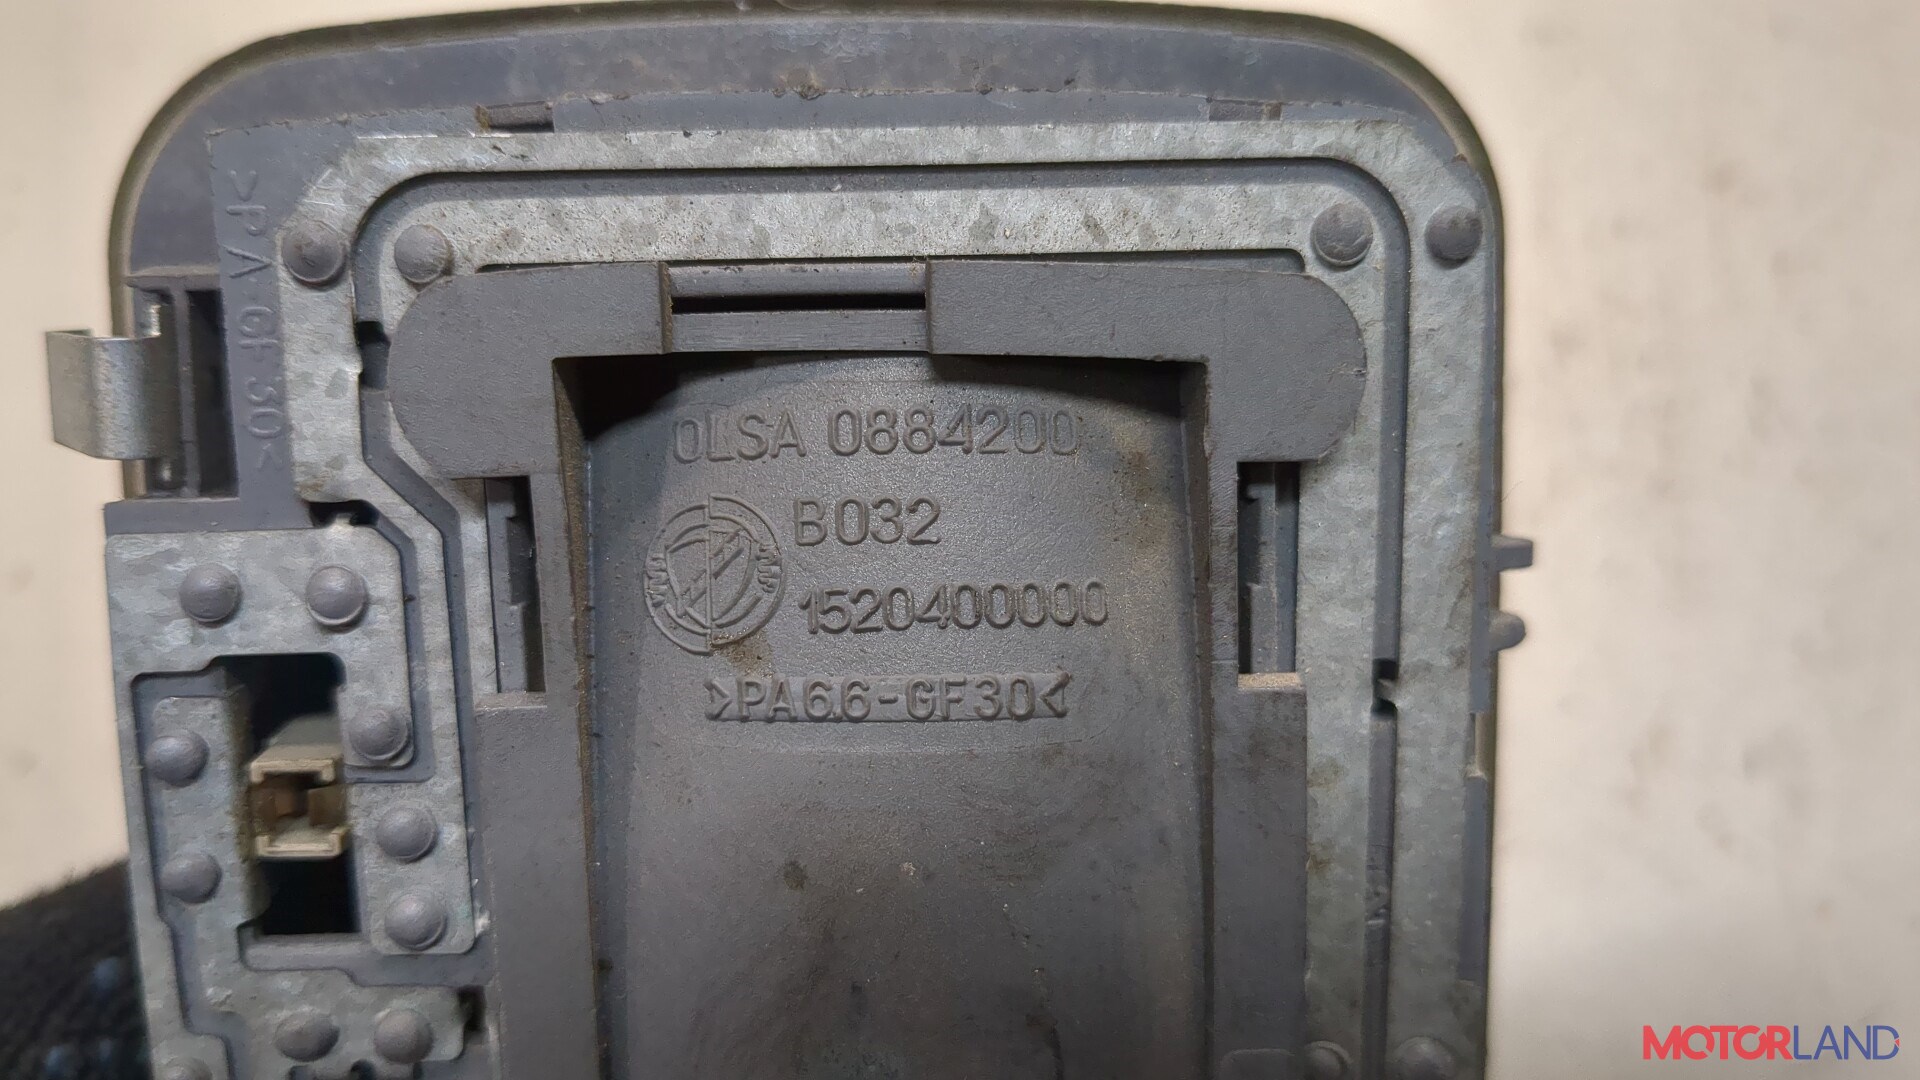 >PA GF 30<
OLSA 0884200
B032
1520400000
>PA6.6-GF30<
MOTORLAND